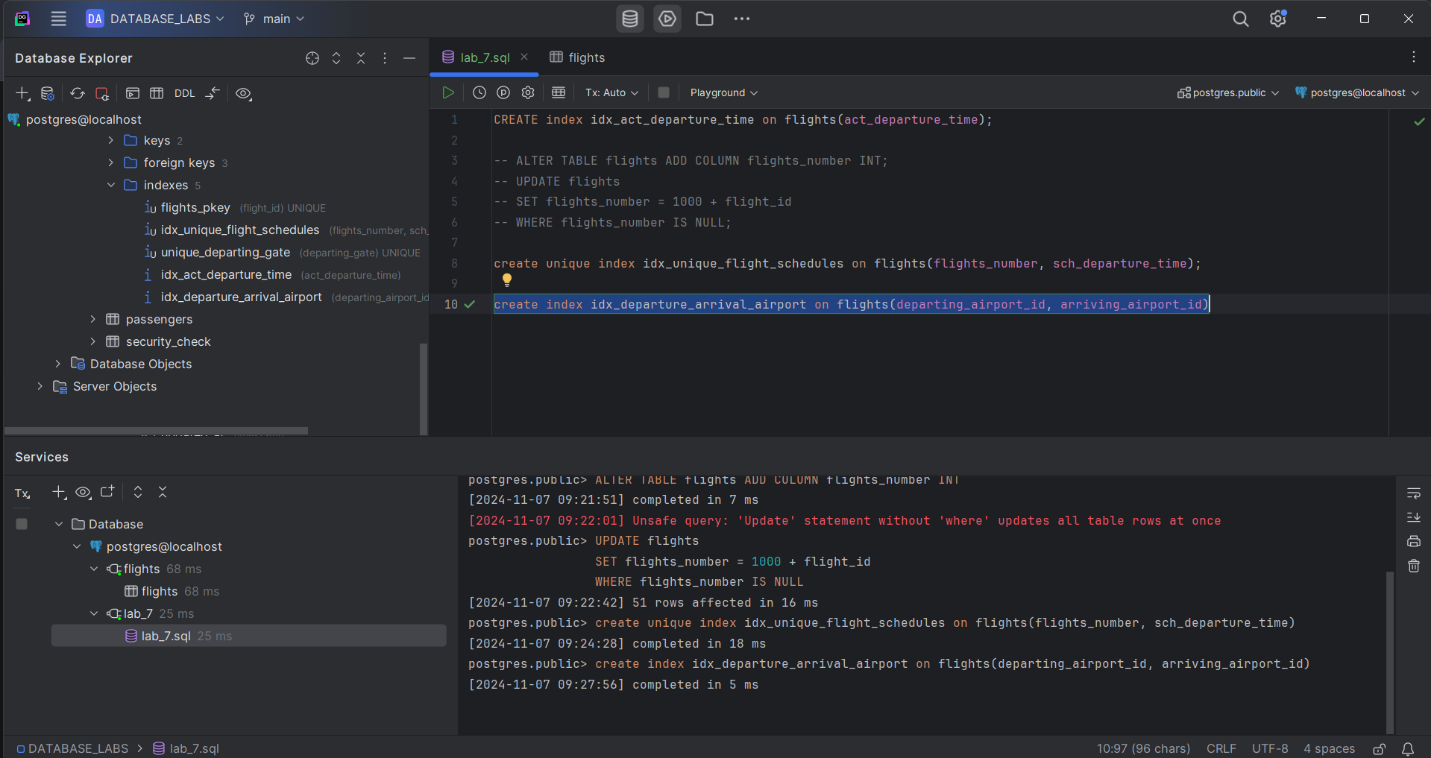 DA DATABASE_LABS main
Database Explorer
DDL
postgres@localhost
keys 2
foreign keys 3
indexes 5
flights_pkey (flight_id) UNIQUE
idx_unique_flight_schedules (flights_number, sch_
unique_departing_gate (departing_gate) UNIQUE
idx_act_departure_time (act_departure_time)
idx_departure_arrival_airport (departing_airport_id
passengers
security_check
Database Objects
Server Objects
lab_7.sql flights
Tx: Auto Playground postgres.public postgres@localhost
1 CREATE index idx_act_departure_time on flights(act_departure_time);
2
3 -- ALTER TABLE flights ADD COLUMN flights_number INT;
4 -- UPDATE flights
5 -- SET flights_number = 1000 + flight_id
6 -- WHERE flights_number IS NULL;
7
8 create unique index idx_unique_flight_schedules on flights(flights_number, sch_departure_time);
9
10 create index idx_departure_arrival_airport on flights(departing_airport_id, arriving_airport_id)
Services
Tx
Database
postgres@localhost
flights 68 ms
flights 68 ms
lab_7 25 ms
lab_7.sql 25 ms
postgres.public> ALTER TABLE flights ADD COLUMN flights_number INT
[2024-11-07 09:21:51] completed in 7 ms
[2024-11-07 09:22:01] Unsafe query: 'Update' statement without 'where' updates all table rows at once
postgres.public> UPDATE flights
SET flights_number = 1000 + flight_id
WHERE flights_number IS NULL
[2024-11-07 09:22:42] 51 rows affected in 16 ms
postgres.public> create unique index idx_unique_flight_schedules on flights(flights_number, sch_departure_time)
[2024-11-07 09:24:28] completed in 18 ms
postgres.public> create index idx_departure_arrival_airport on flights(departing_airport_id, arriving_airport_id)
[2024-11-07 09:27:56] completed in 5 ms
DATABASE_LABS > lab_7.sql
10:97 (96 chars) CRLF UTF-8 4 spaces